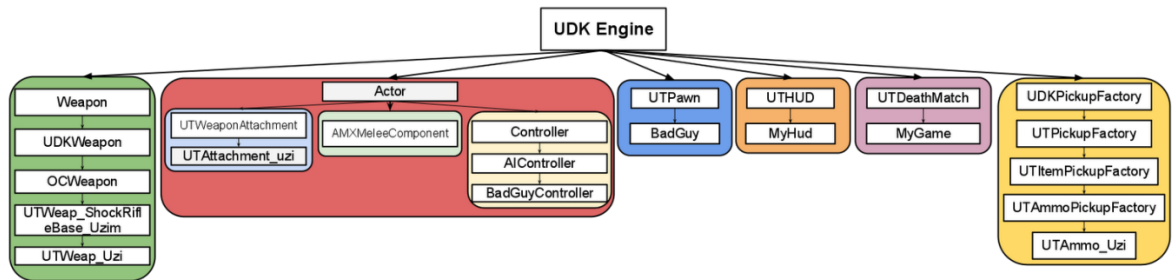 UDK Engine
Weapon
UDKWeapon
OCWeapon
UTWeap_ShockRifl
eBase_Uzim
UTWeap_Uzi
Actor
UTWeaponAttachment
UTAttachment_uzi
AMXMeleeComponent
Controller
AIController
BadGuyController
UTPawn
BadGuy
UTHUD
MyHud
UTDeathMatch
MyGame
UDKPickupFactory
UTPickupFactory
UTItemPickupFactory
UTAmmoPickupFactory
UTAmmo_Uzi